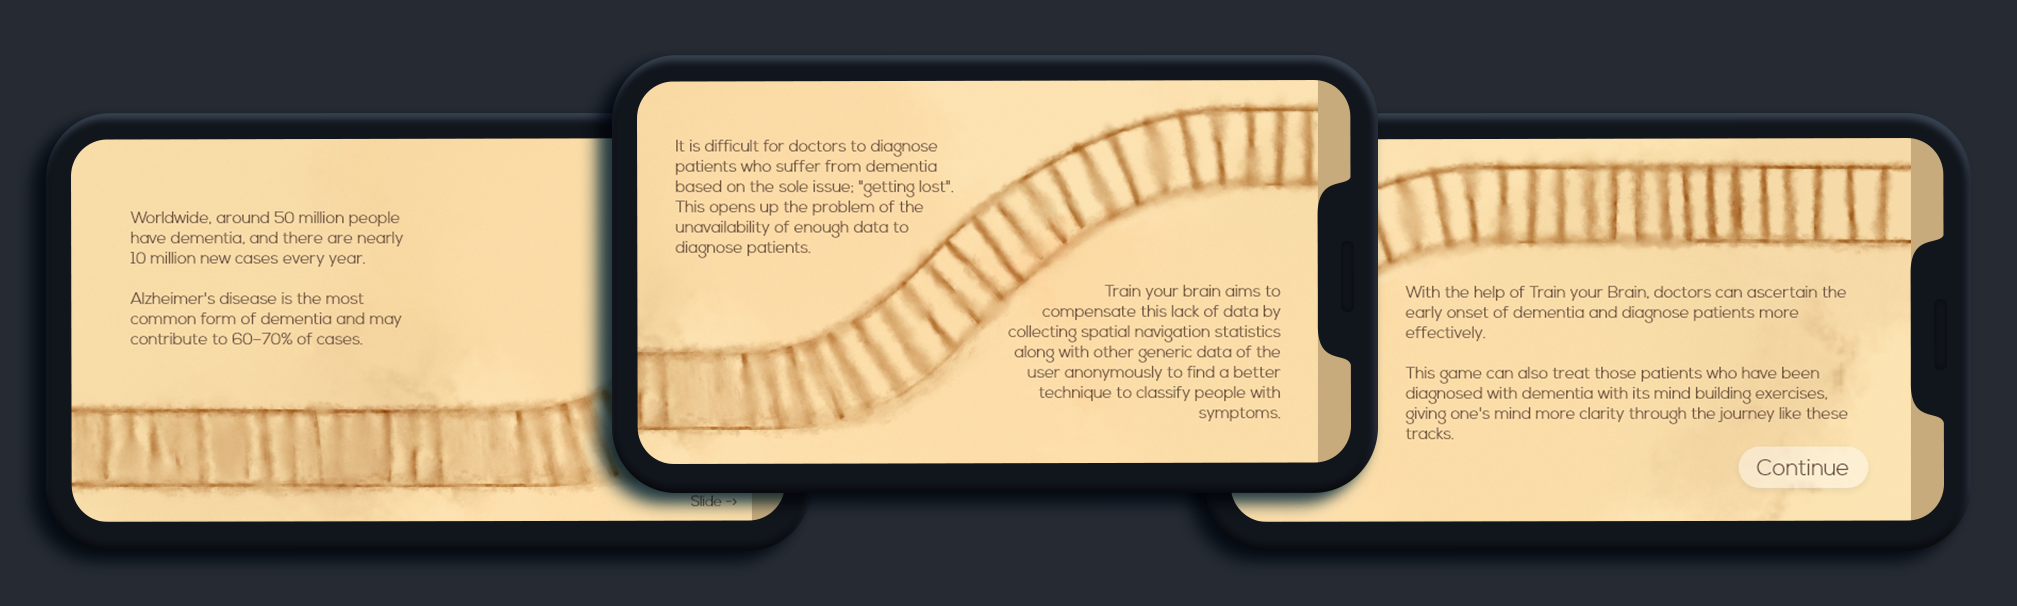 Worldwide, around 50 million people
have dementia, and there are nearly
10 million new cases every year.
Alzheimer's disease is the most
common form of dementia and may
contribute to 60-70% of cases.
Slide ->
It is difficult for doctors to diagnose
patients who suffer from dementia
based on the sole issue; "getting lost".
This opens up the problem of the
unavailability of enough data to
diagnose patients.
Train your brain aims to
compensate this lack of data by
collecting spatial navigation statistics
along with other generic data of the
user anonymously to find a better
technique to classify people with
symptoms.
With the help of Train your Brain, doctors can ascertain the
early onset of dementia and diagnose patients more
effectively.
This game can also treat those patients who have been
diagnosed with dementia with its mind building exercises,
giving one's mind more clarity through the journey like these
tracks.
Continue